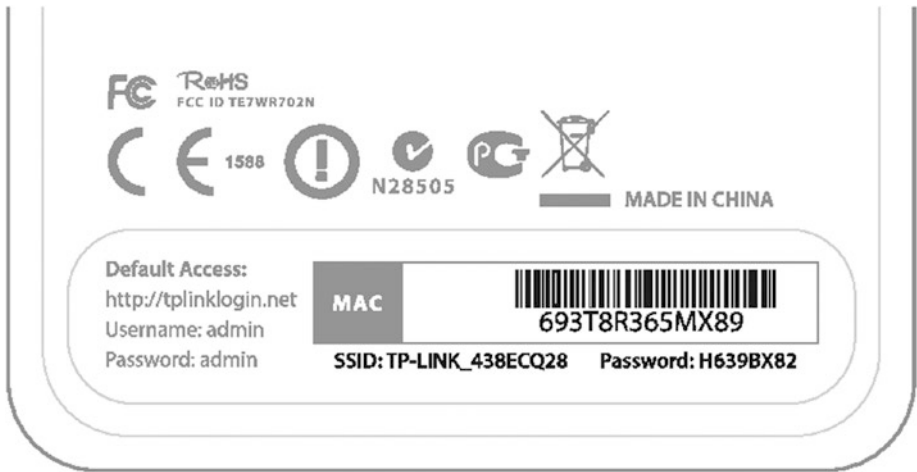 FC RoHS
FCC ID TE7WR702N
CE 1588 ! N28505 PG
MADE IN CHINA
Default Access:
http://tplinklogin.net
Username: admin
Password: admin
MAC
693T8R365MX89
SSID: TP-LINK_438ECQ28 Password: H639BX82